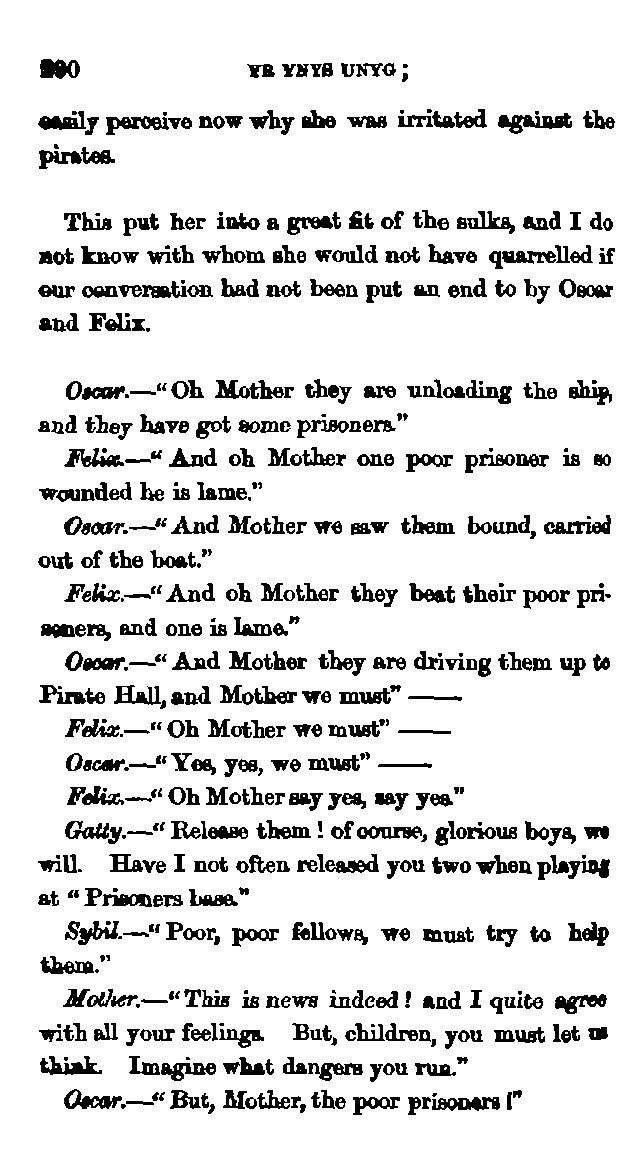 YR YNYS UNYG;
easily perceive now why she was irritated against the
pirates.
This put her into a great fit of the sulks, and I do
not know with whom she would not have quarrelled if
our conversation had not been put an end to by Oscar
and Felix.
Oscar.—“Oh Mother they are unloading the ship,
and they have got some prisoners.”
Felix.—“And oh Mother one poor prisoner is so
wounded he is lame.”
Oscar.—“And Mother we saw them bound, carried
out of the boat.”
Felix.—“And oh Mother they beat their poor pri-
soners, and one is lame.”
Oscar.—“And Mother they are driving them up to
Pirate Hall, and Mother we must” ——.
Felix.—“Oh Mother we must” ——
Oscar.—“Yes, yes, we must” ——.
Felix.—“Oh Mother say yes, say yes.”
Gatty.—“Release them! of course, glorious boys, we
will. Have I not often released you two when playing
at “Prisoners base.”
Sybil.—“Poor, poor fellows, we must try to help
them.”
Mother.—“This is news indeed! and I quite agree
with all your feelings. But, children, you must let us
think. Imagine what dangers you run.”
Oscar.—“But, Mother, the poor prisoners!”